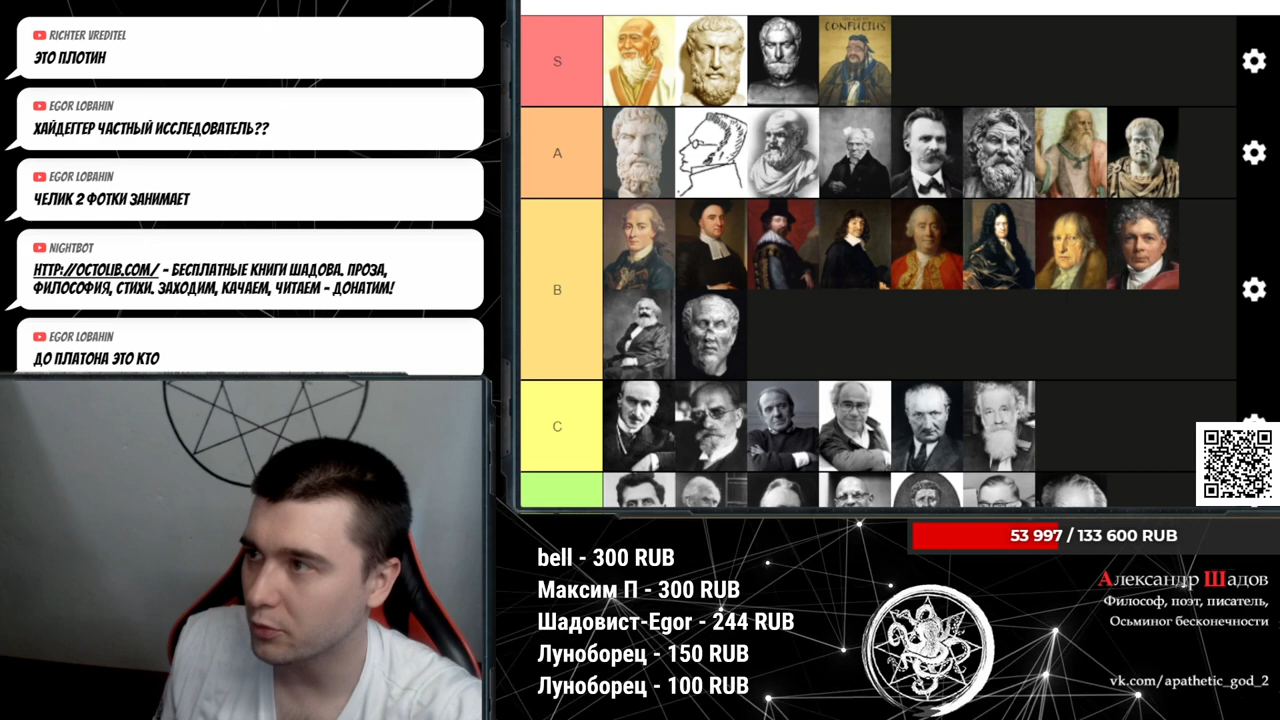 RICHTER VREDITEL
ЭТО ПЛОТИН
EGOR LOBAHIN
ХАЙДЕГГЕР ЧАСТНЫЙ ИССЛЕДОВАТЕЛЬ??
EGOR LOBAHIN
ЧЕЛИК 2 ФОТКИ ЗАНИМАЕТ
NIGHTBOT
HTTP://OCTOLIB.COM/ - БЕСПЛАТНЫЕ КНИГИ ШАДОВА. ПРОЗА,
ФИЛОСОФИЯ, СТИХИ. ЗАХОДИМ, КАЧАЕМ, ЧИТАЕМ - ДОНАТИМ!
EGOR LOBAHIN
ДО ПЛАТОНА ЭТО КТО
S
CONFUCIUS
A
B
C
53 997 / 133 600 RUB
bell - 300 RUB
Максим П - 300 RUB
Шадовист-Egor - 244 RUB
Луноборец - 150 RUB
Луноборец - 100 RUB
Александр Шадов
Философ, поэт, писатель,
Осьминог бесконечности
vk.com/apathetic_god_2